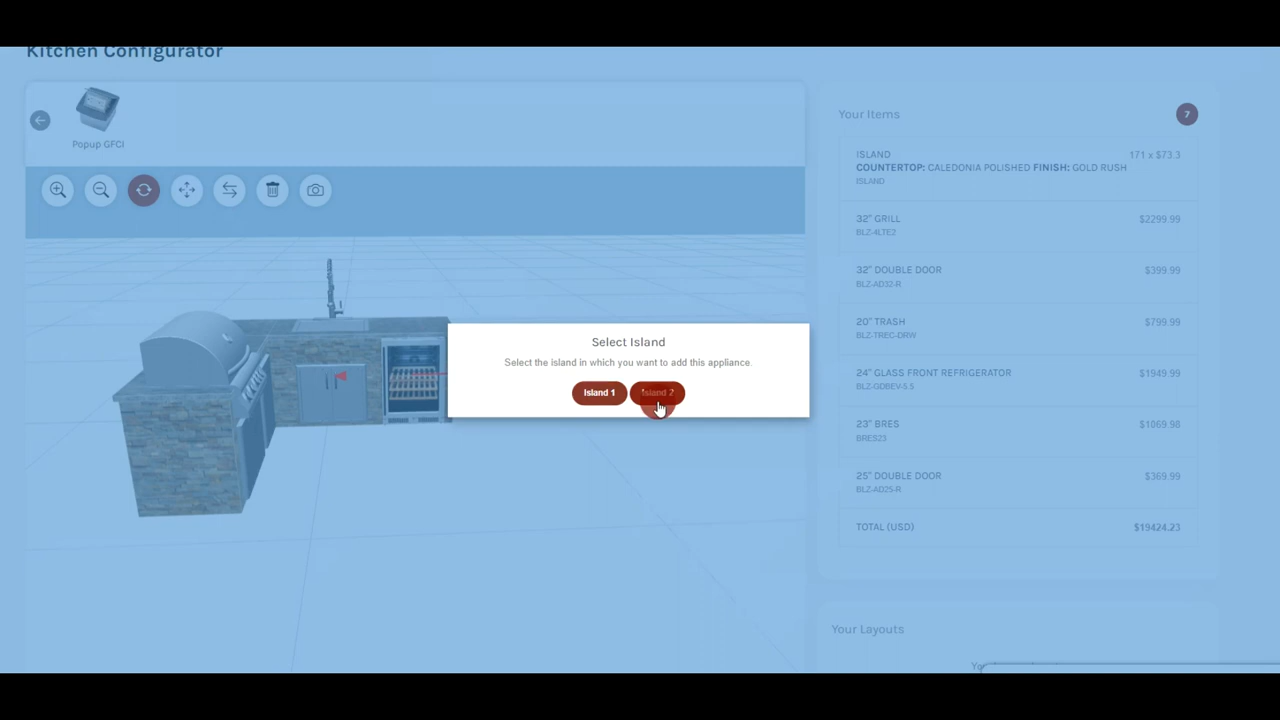 Kitchen Configurator
Popup GFCI
Your Items
7
ISLAND
171 x $73.3
COUNTERTOP: CALEDONIA POLISHED FINISH: GOLD RUSH
ISLAND
32" GRILL
$2299.99
BLZ-4LTE2
32" DOUBLE DOOR
$399.99
BLZ-AD32-R
20" TRASH
$799.99
BLZ-TREC-DRW
24" GLASS FRONT REFRIGERATOR
$1949.99
BLZ-GDBEV-5.5
23" BRES
$1069.98
BRES23
25" DOUBLE DOOR
$369.99
BLZ-AD25-R
TOTAL (USD)
$19424.23
Select Island
Select the island in which you want to add this appliance.
Island 1
Island 2
Your Layouts